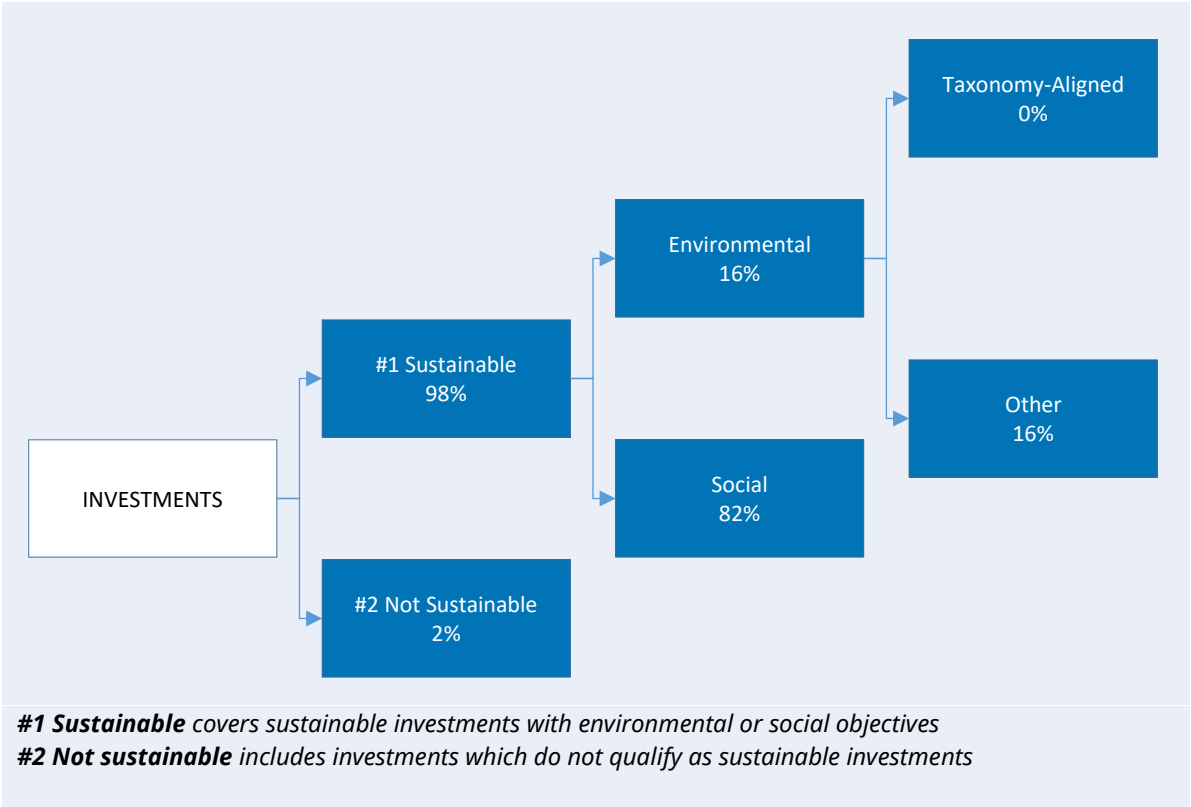 Taxonomy-Aligned
0%
Environmental
16%
#1 Sustainable
98%
Other
16%
INVESTMENTS
Social
82%
#2 Not Sustainable
2%
#1 Sustainable covers sustainable investments with environmental or social objectives
#2 Not sustainable includes investments which do not qualify as sustainable investments